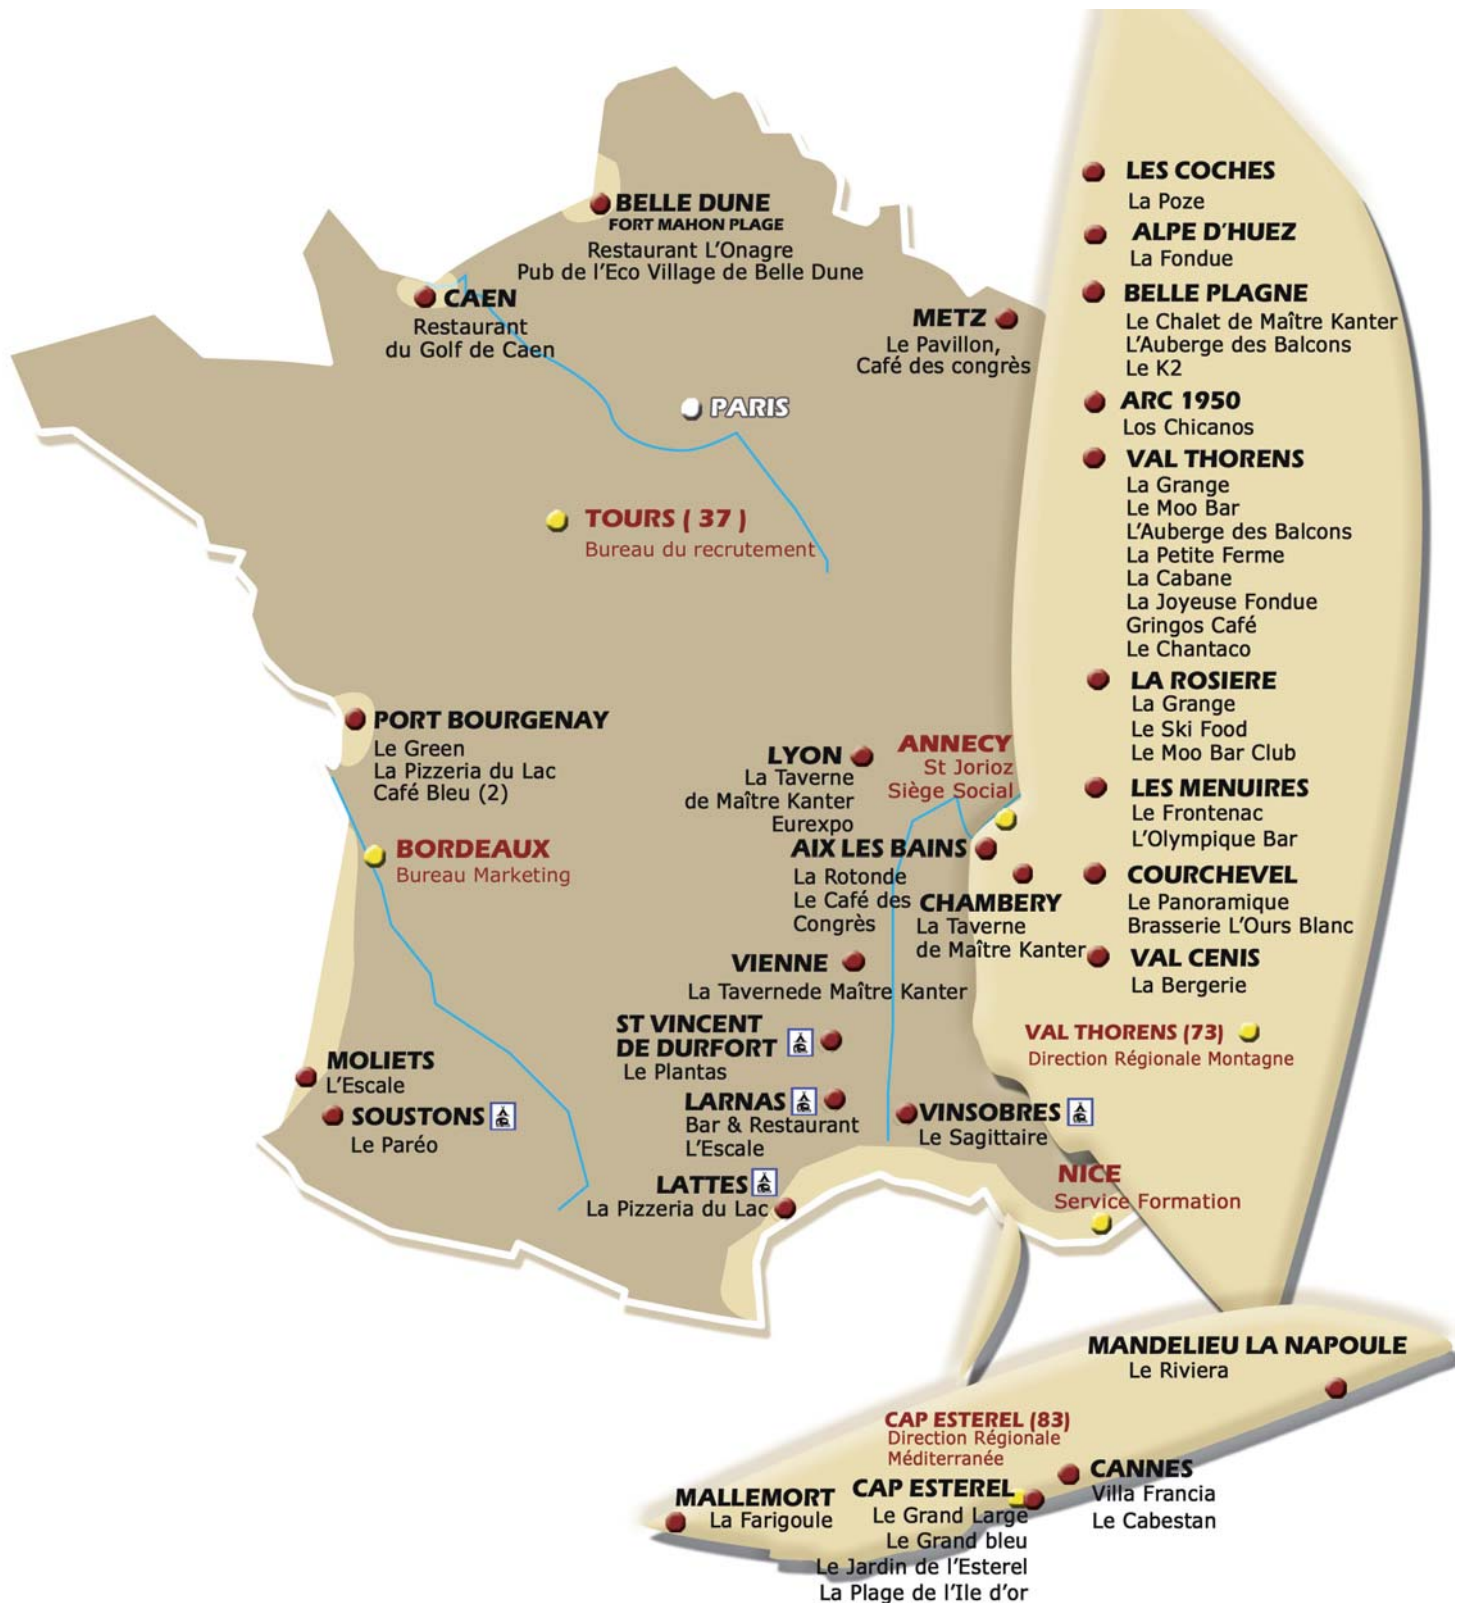 BELLE DUNE
FORT MAHON PLAGE
Restaurant L'Onagre
Pub de l'Eco Village de Belle Dune
CAEN
Restaurant
du Golf de Caen
METZ
Le Pavillon,
Café des congrès
PARIS
TOURS ( 37 )
Bureau du recrutement
PORT BOURGENAY
Le Green
La Pizzeria du Lac
Café Bleu (2)
BORDEAUX
Bureau Marketing
LYON
La Taverne
de Maître Kanter
Eurexpo
ANNECY
St Jorioz
Siège Social
AIX LES BAINS
La Rotonde
Le Café des
Congrès
CHAMBERY
La Taverne
de Maître Kanter
VIENNE
La Tavernede Maître Kanter
ST VINCENT
DE DURFORT
Le Plantas
MOLIETS
L'Escale
SOUSTONS
Le Paréo
LARNAS
Bar & Restaurant
L'Escale
VINSOBRES
Le Sagittaire
LATTES
La Pizzeria du Lac
NICE
Service Formation
LES COCHES
La Poze
ALPE D'HUEZ
La Fondue
BELLE PLAGNE
Le Chalet de Maître Kanter
L'Auberge des Balcons
Le K2
ARC 1950
Los Chicanos
VAL THORENS
La Grange
Le Moo Bar
L'Auberge des Balcons
La Petite Ferme
La Cabane
La Joyeuse Fondue
Gringos Café
Le Chantaco
LA ROSIERE
La Grange
Le Ski Food
Le Moo Bar Club
LES MENUIRES
Le Frontenac
L'Olympique Bar
COURCHEVEL
Le Panoramique
Brasserie L'Ours Blanc
VAL CENIS
La Bergerie
VAL THORENS (73)
Direction Régionale Montagne
MANDELIEU LA NAPOULE
Le Riviera
CAP ESTEREL (83)
Direction Régionale
Méditerranée
CANNES
Villa Francia
Le Cabestan
CAP ESTEREL
Le Grand Large
Le Grand bleu
Le Jardin de l'Esterel
La Plage de l'Ile d'or
MALLEMORT
La Farigoule